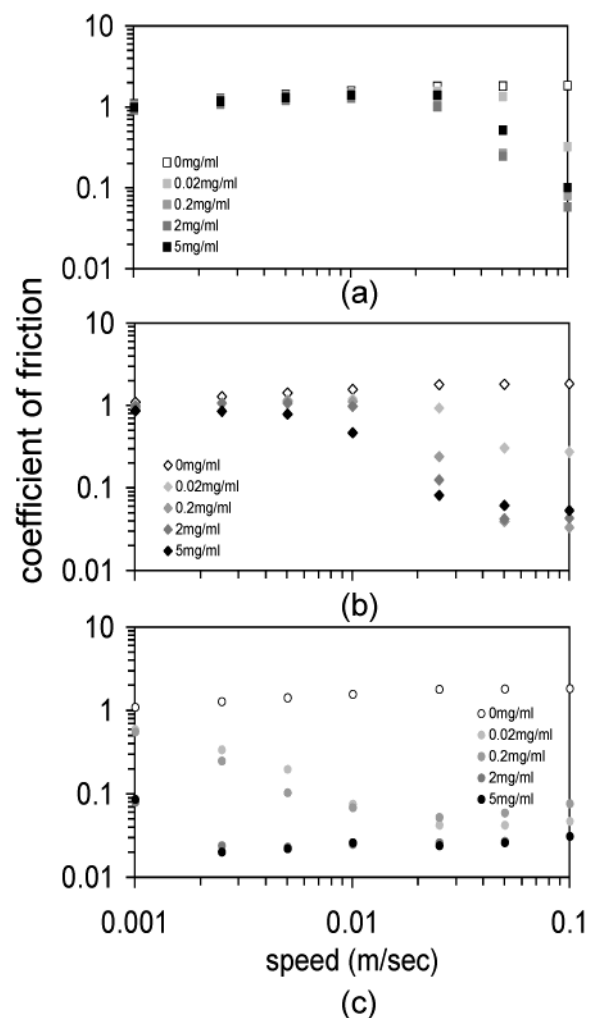 10
1
0.1
0.01
0mg/ml
0.02mg/ml
0.2mg/ml
2mg/ml
5mg/ml
(a)
coefficient of friction
10
1
0.1
0.01
0mg/ml
0.02mg/ml
0.2mg/ml
2mg/ml
5mg/ml
(b)
10
1
0.1
0.01
0mg/ml
0.02mg/ml
0.2mg/ml
2mg/ml
5mg/ml
0.001 0.01 0.1
speed (m/sec)
(c)